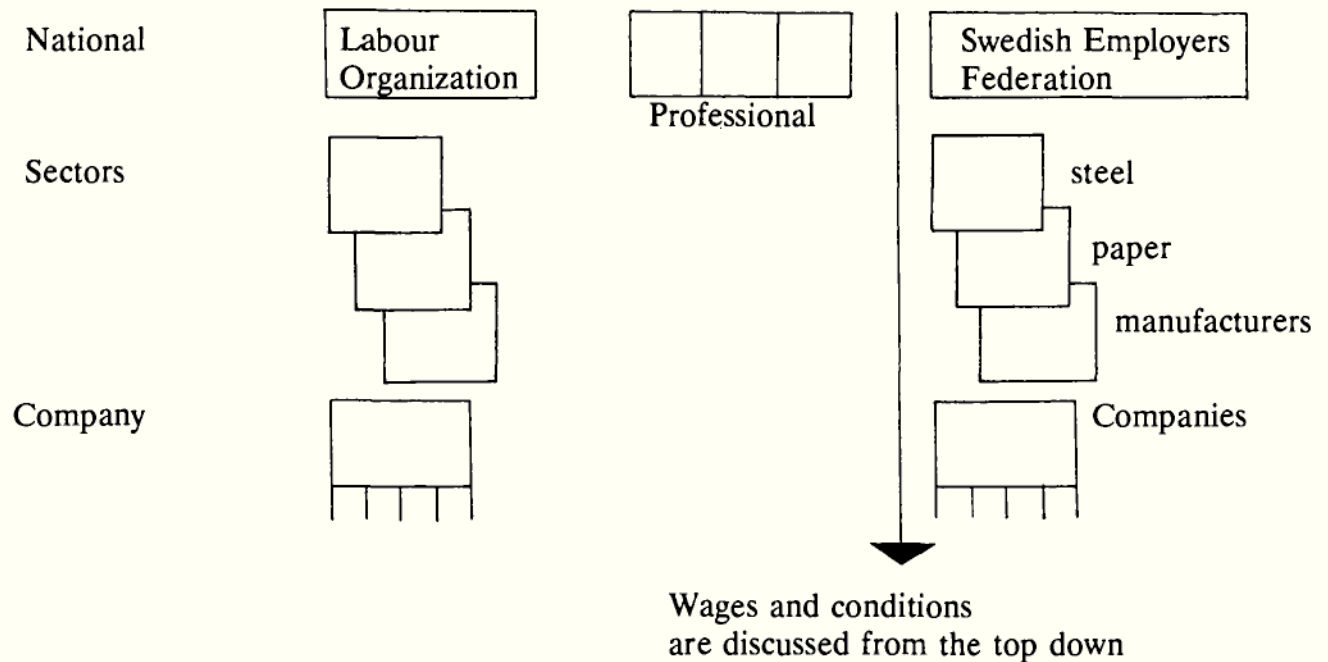 National
Labour
Organization
Professional
Swedish Employers
Federation
Sectors
steel
paper
manufacturers
Company
Companies
Wages and conditions
are discussed from the top down